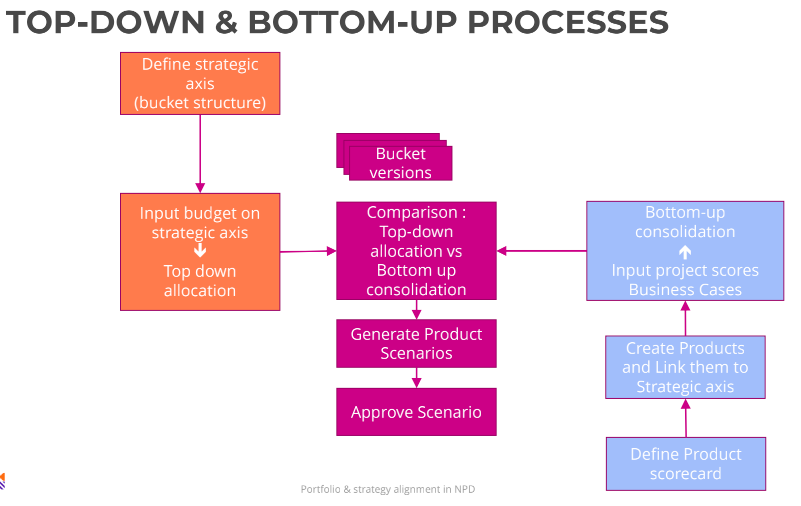 TOP-DOWN & BOTTOM-UP PROCESSES
Define strategic
axis
(bucket structure)
Input budget on
strategic axis
Top down
allocation
Bucket
versions
Comparison :
Top-down
allocation vs
Bottom up
consolidation
Generate Product
Scenarios
Approve Scenario
Bottom-up
consolidation
Input project scores
Business Cases
Create Products
and Link them to
Strategic axis
Define Product
scorecard
Portfolio & strategy alignment in NPD